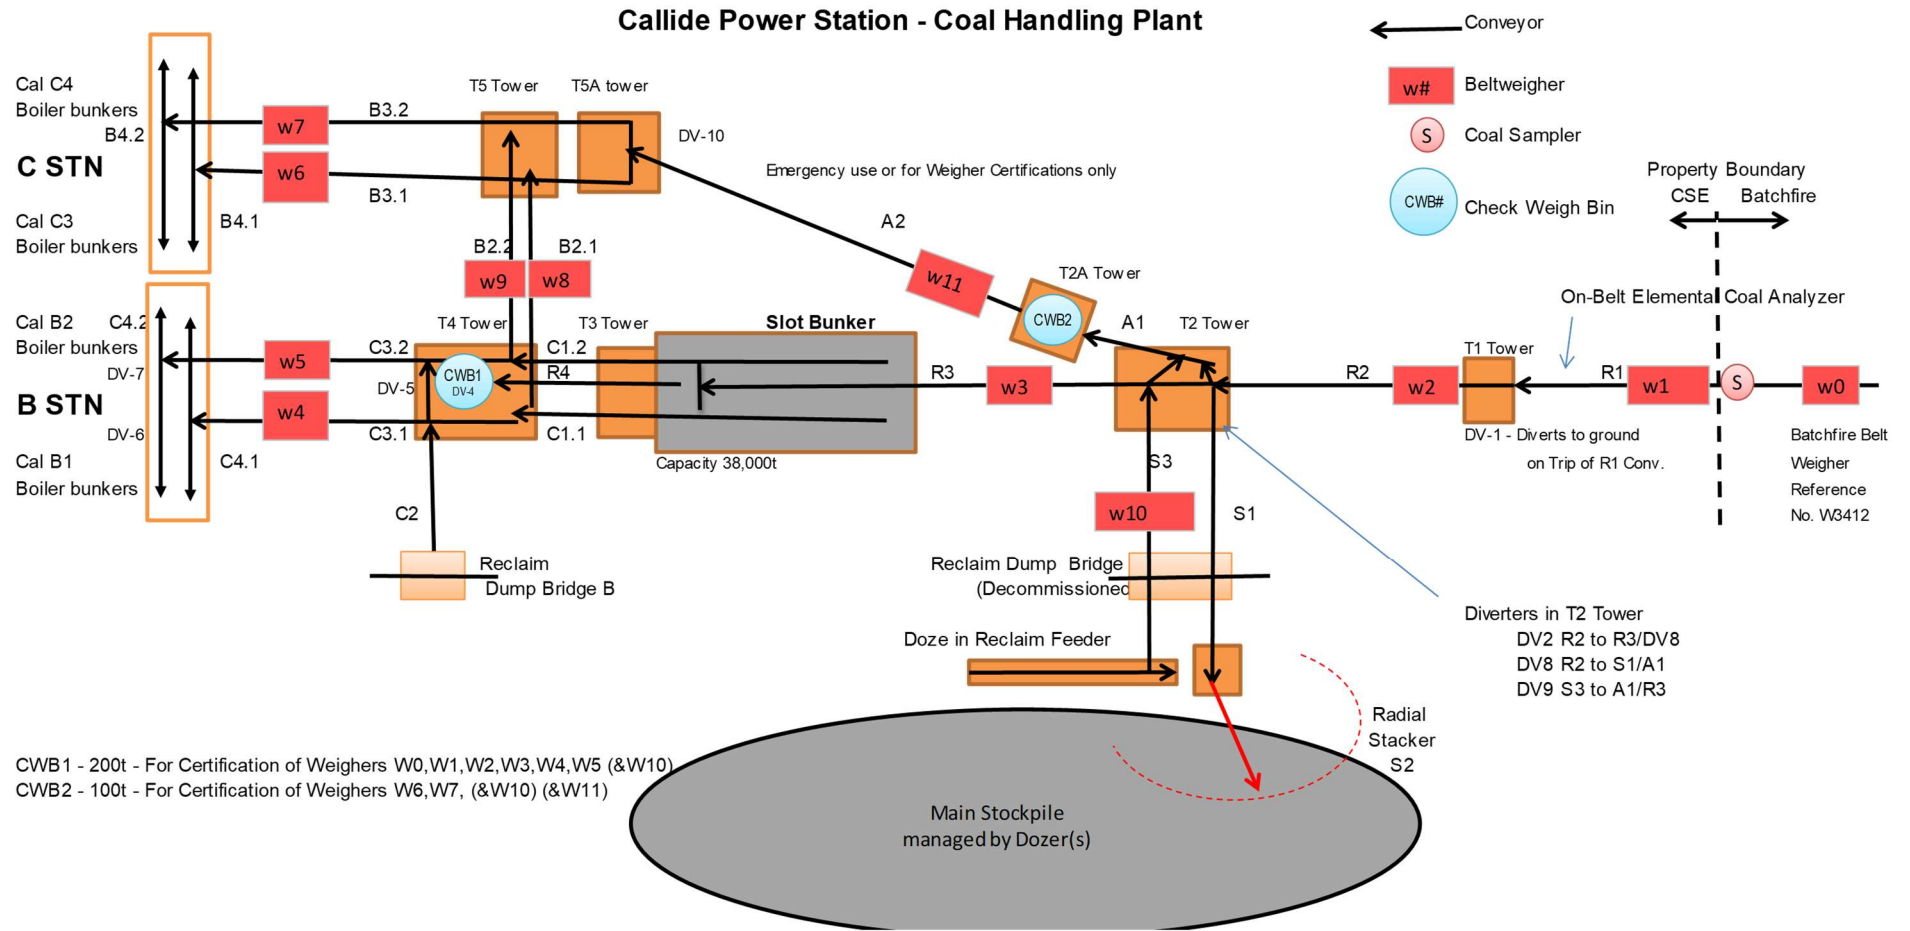 Callide Power Station - Coal Handling Plant
Conveyor
w#
Beltweigher
S
Coal Sampler
CWB#
Check Weigh Bin
Property Boundary
CSE
Batchfire
Cal C4
Boiler bunkers
B4.2
C STN
Cal C3
Boiler bunkers
B4.1
w7
B3.2
w6
B3.1
T5 Tower
T5A tower
DV-10
Emergency use or for Weigher Certifications only
A2
B2.2
B2.1
w9
w8
w11
T2A Tower
CWB2
A1
T2 Tower
On-Belt Elemental Coal Analyzer
Cal B2
Boiler bunkers
C4.2
DV-7
B STN
DV-6
Cal B1
Boiler bunkers
C4.1
w5
C3.2
w4
C3.1
T4 Tower
CWB1
DV-4
DV-5
T3 Tower
C1.2
R4
C1.1
Slot Bunker
Capacity 38,000t
R3
w3
R2
w2
T1 Tower
R1
w1
S
w0
DV-1 - Diverts to ground
on Trip of R1 Conv.
Batchfire Belt
Weigher
Reference
No. W3412
C2
Reclaim
Dump Bridge B
S3
w10
S1
Reclaim Dump Bridge
(Decommissioned
Doze in Reclaim Feeder
Diverters in T2 Tower
DV2 R2 to R3/DV8
DV8 R2 to S1/A1
DV9 S3 to A1/R3
Radial
Stacker
S2
CWB1 - 200t - For Certification of Weighers W0,W1,W2,W3,W4,W5 (&W10)
CWB2 - 100t - For Certification of Weighers W6,W7, (&W10) (&W11)
Main Stockpile
managed by Dozer(s)